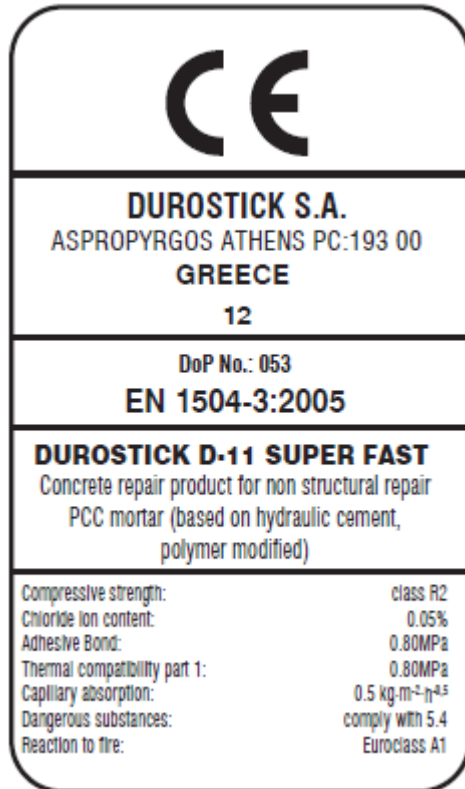 CE
DUROSTICK S.A.
ASPROPYRGOS ATHENS PC:193 00
GREECE
12
DoP No.: 053
EN 1504-3:2005
DUROSTICK D-11 SUPER FAST
Concrete repair product for non structural repair
PCC mortar (based on hydraulic cement,
polymer modified)
Compressive strength: class R2
Chloride ion content: 0.05%
Adhesive Bond: 0.80MPa
Thermal compatibility part 1: 0.80MPa
Capillary absorption: 0.5 kg·m⁻²·h⁻⁰·⁵
Dangerous substances: comply with 5.4
Reaction to fire: Euroclass A1